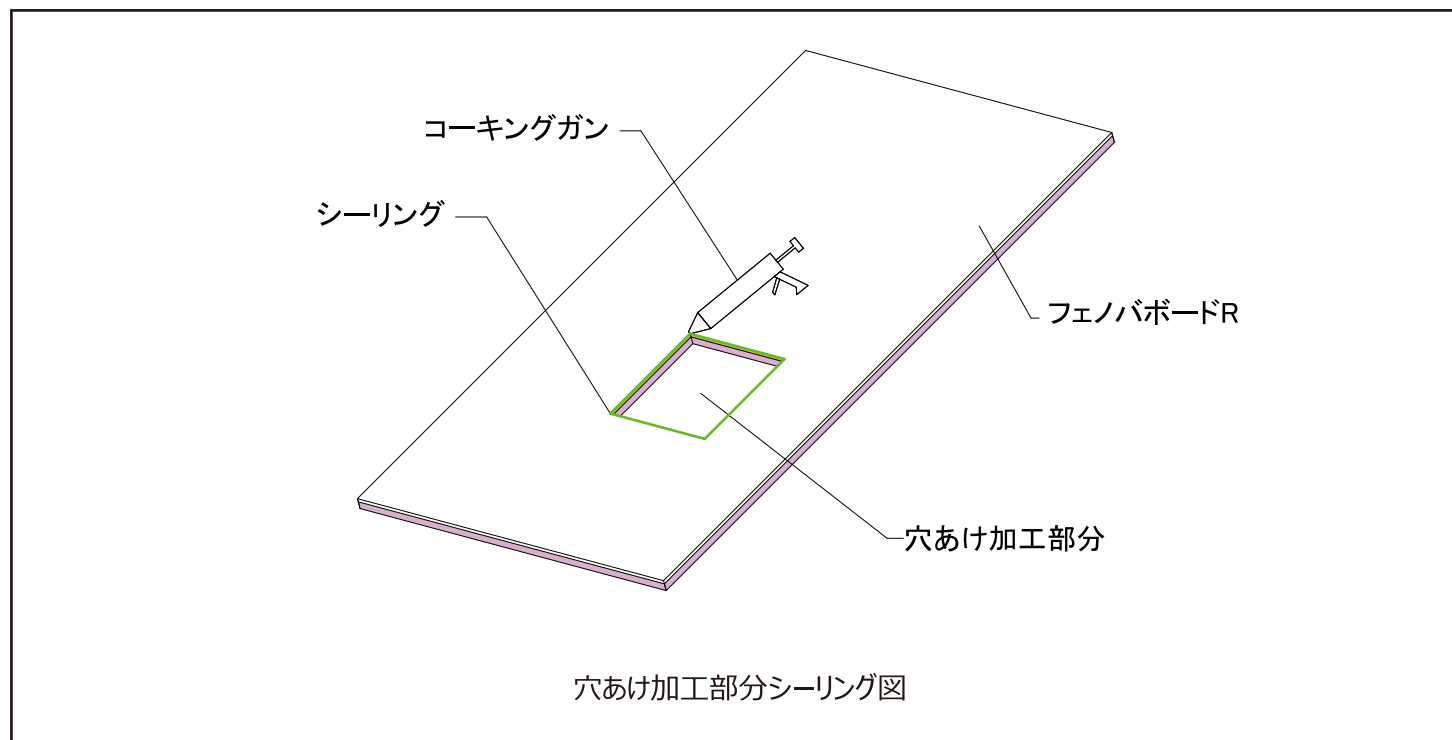 コーキングガン
シーリング
フェノバボードR
穴あけ加工部分
穴あけ加工部分シーリング図